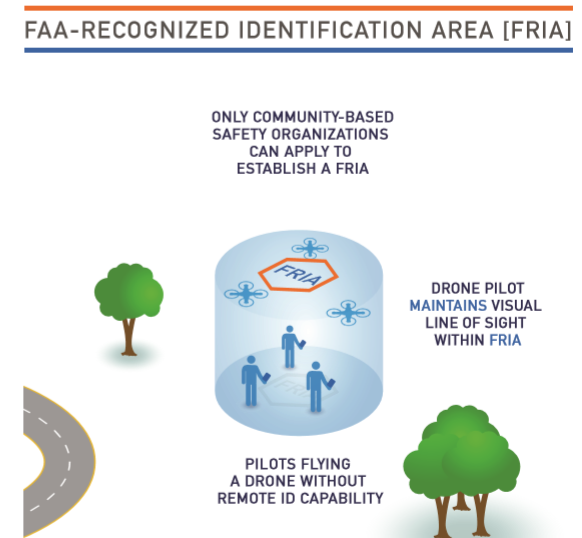 FAA-RECOGNIZED IDENTIFICATION AREA [FRIA]
ONLY COMMUNITY-BASED
SAFETY ORGANIZATIONS
CAN APPLY TO
ESTABLISH A FRIA
FRIA
DRONE PILOT
MAINTAINS VISUAL
LINE OF SIGHT
WITHIN FRIA
FRIA
PILOTS FLYING
A DRONE WITHOUT
REMOTE ID CAPABILITY